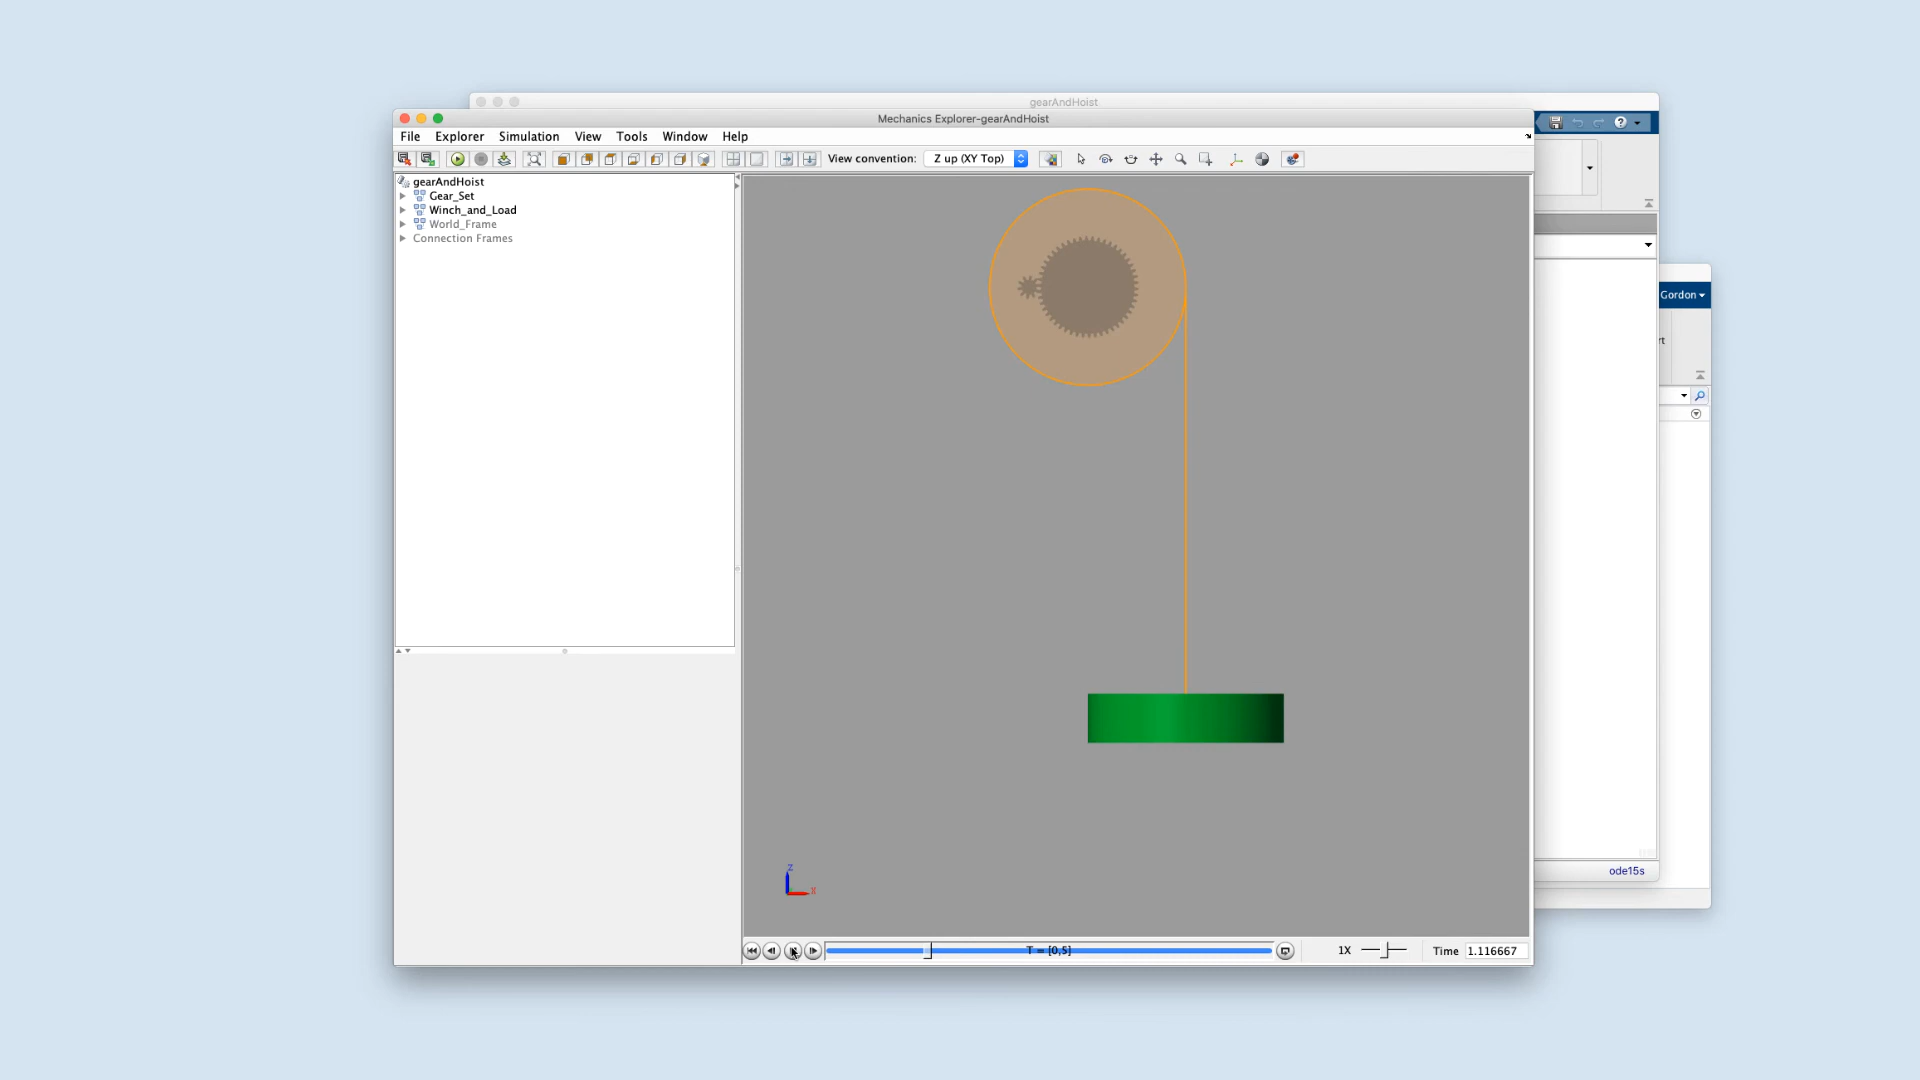 gearAndHoist
Mechanics Explorer-gearAndHoist
File Explorer Simulation View Tools Window Help
View convention: Z up (XY Top)
gearAndHoist
Gear_Set
Winch_and_Load
World_Frame
Connection Frames
Gordon
rt
Z
X
ode15s
T = [0,5]
1X
Time 1.116667